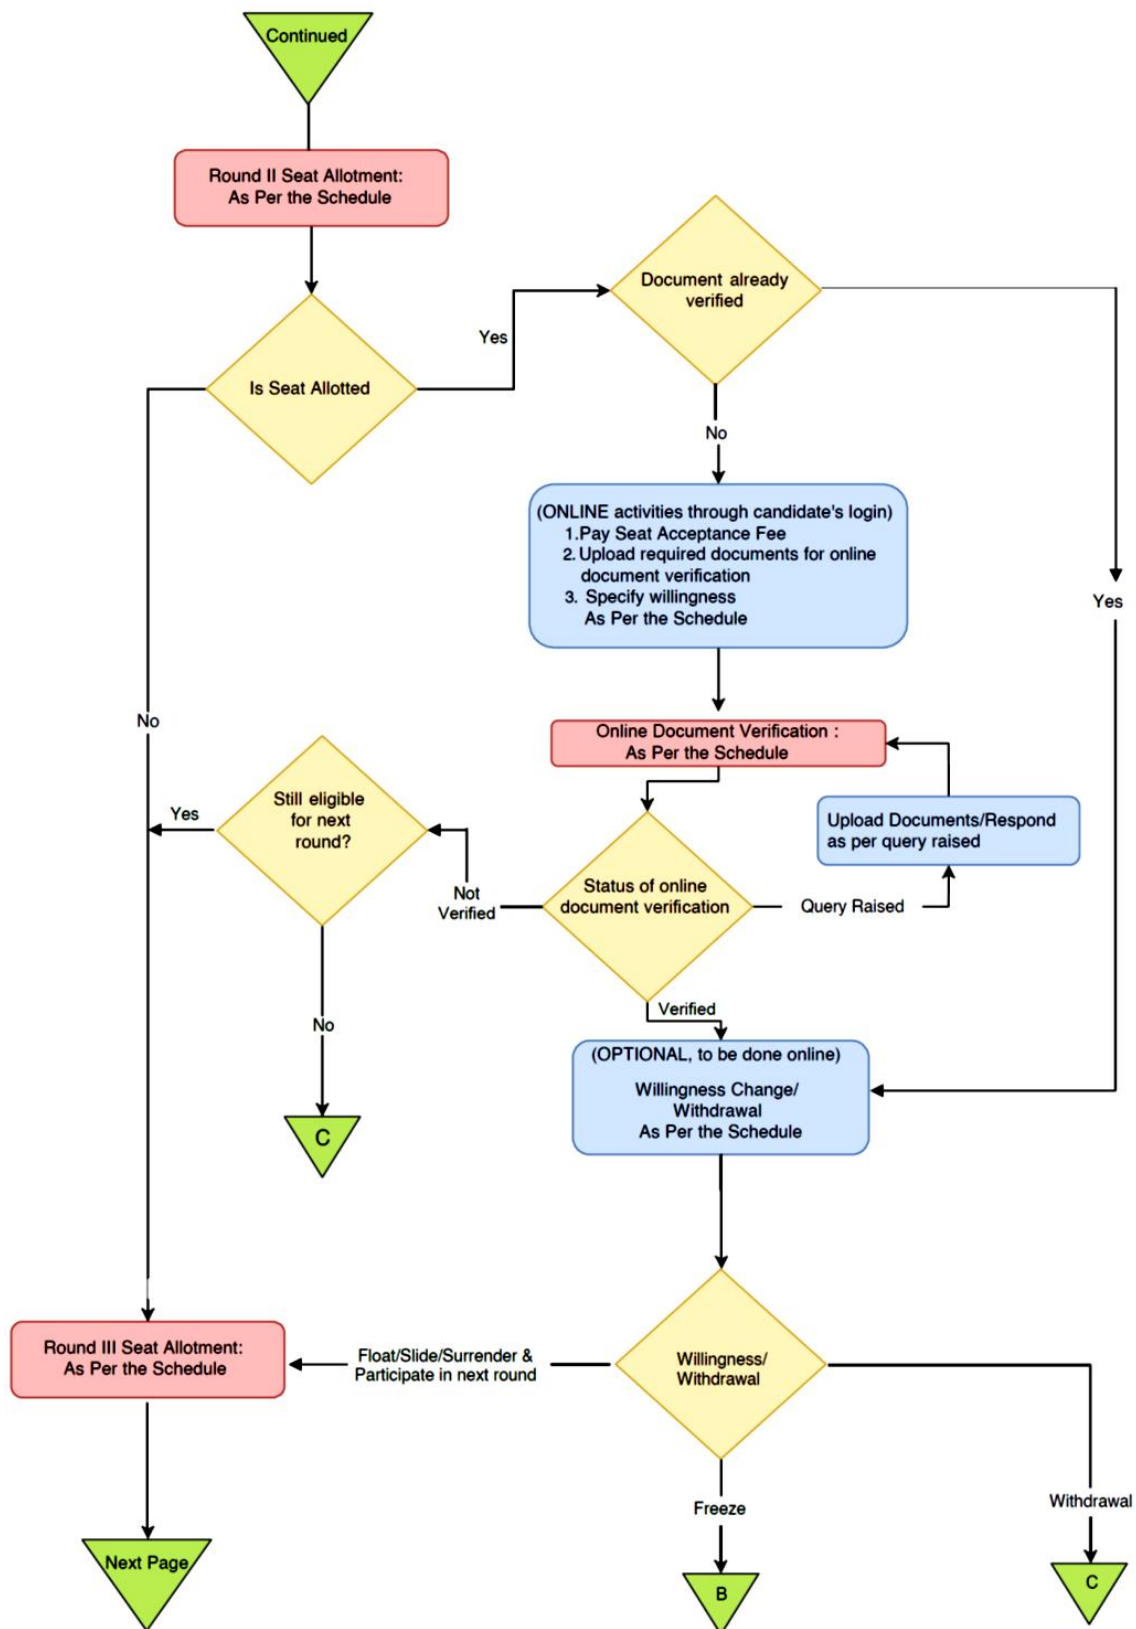 Continued
Round II Seat Allotment:
As Per the Schedule
Document already
verified
Yes
Is Seat Allotted
No
(ONLINE activities through candidate's login)
1.Pay Seat Acceptance Fee
2. Upload required documents for online
document verification
3. Specify willingness
As Per the Schedule
Yes
No
Online Document Verification :
As Per the Schedule
Still eligible
for next
round?
Yes
Upload Documents/Respond
as per query raised
Not
Verified
Status of online
document verification
Query Raised
Verified
No
(OPTIONAL, to be done online)
Willingness Change/
Withdrawal
As Per the Schedule
C
Round III Seat Allotment:
As Per the Schedule
Float/Slide/Surrender &
Participate in next round
Willingness/
Withdrawal
Freeze
Withdrawal
Next Page
B
C